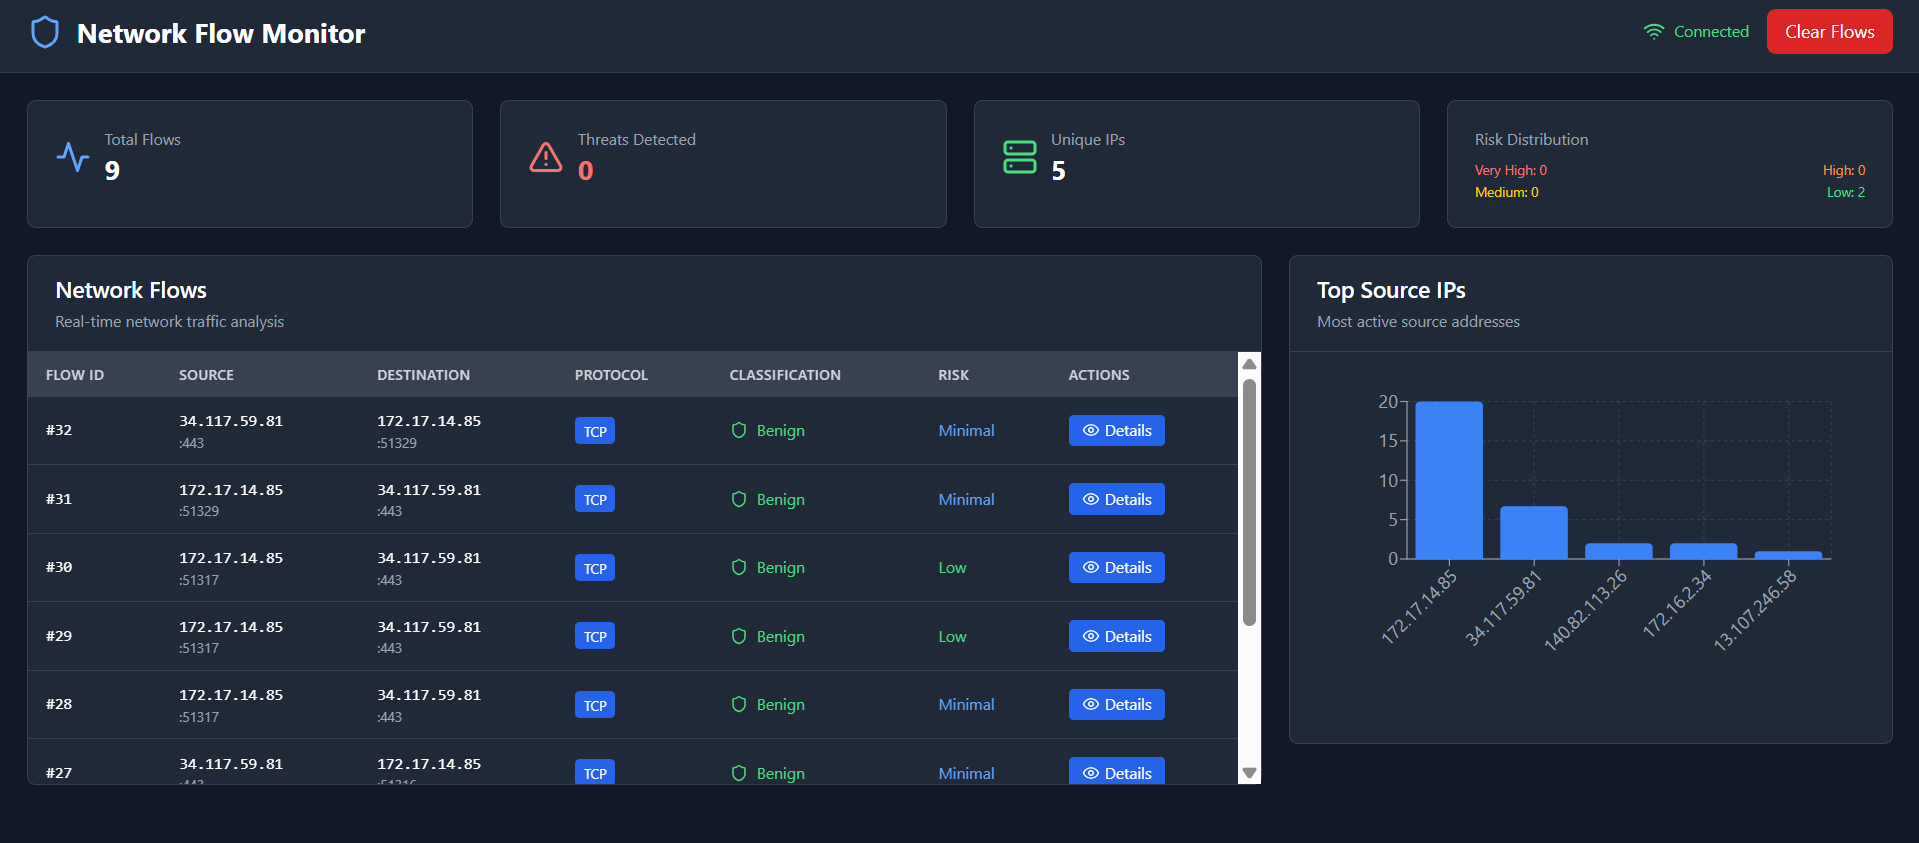 Network Flow Monitor
Connected
Clear Flows
Total Flows
9
Threats Detected
0
Unique IPs
5
Risk Distribution
Very High: 0 High: 0
Medium: 0 Low: 2
Network Flows
Real-time network traffic analysis
FLOW ID SOURCE DESTINATION PROTOCOL CLASSIFICATION RISK ACTIONS
#32 34.117.59.81 172.17.14.85 TCP Benign Minimal Details
:443 :51329
#31 172.17.14.85 34.117.59.81 TCP Benign Minimal Details
:51329 :443
#30 172.17.14.85 34.117.59.81 TCP Benign Low Details
:51317 :443
#29 172.17.14.85 34.117.59.81 TCP Benign Low Details
:51317 :443
#28 172.17.14.85 34.117.59.81 TCP Benign Minimal Details
:51317 :443
#27 34.117.59.81 172.17.14.85 TCP Benign Minimal Details
Top Source IPs
Most active source addresses
20
15
10
5
0
172.17.14.85
34.117.59.81
140.82.113.26
172.16.2.34
13.107.246.58